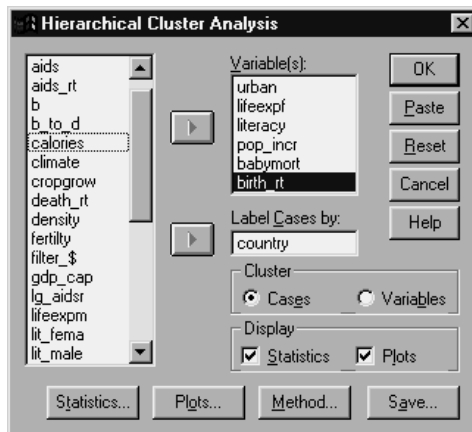 Hierarchical Cluster Analysis
aids
aids_rt
b
b_to_d
calories
climate
cropgrow
death_rt
density
fertilty
filter_$
gdp_cap
lg_aidsr
lifeexpm
lit_fema
lit_male
Variable(s):
urban
lifeexpf
literacy
pop_incr
babymort
birth_rt
Label Cases by:
country
Cluster
Cases
Variables
Display
Statistics
Plots
OK
Paste
Reset
Cancel
Help
Statistics...
Plots...
Method...
Save...